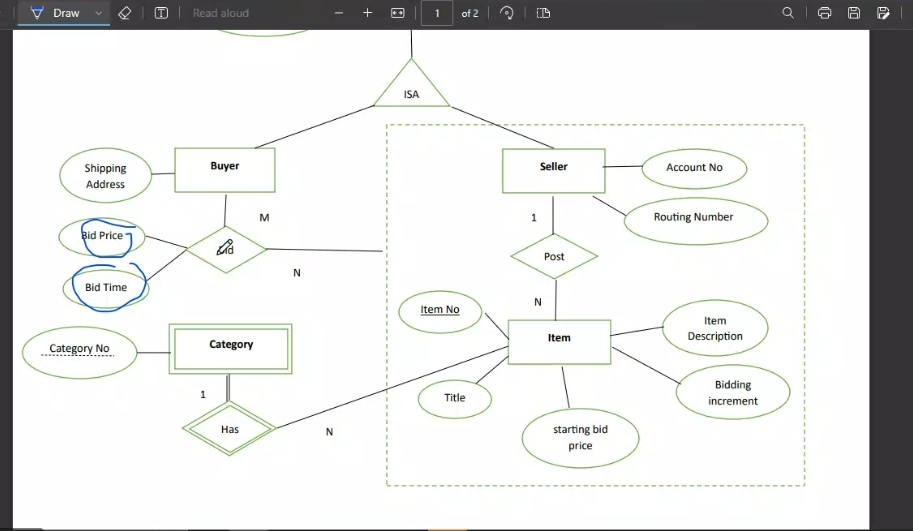 Draw
Read aloud
1
of 2
ISA
Buyer
Shipping
Address
Seller
Account No
Routing Number
M
1
Bid Price
Post
N
Bid Time
N
Item No
Item
Item
Description
Category No
Category
Title
Bidding
increment
1
Has
N
starting bid
price